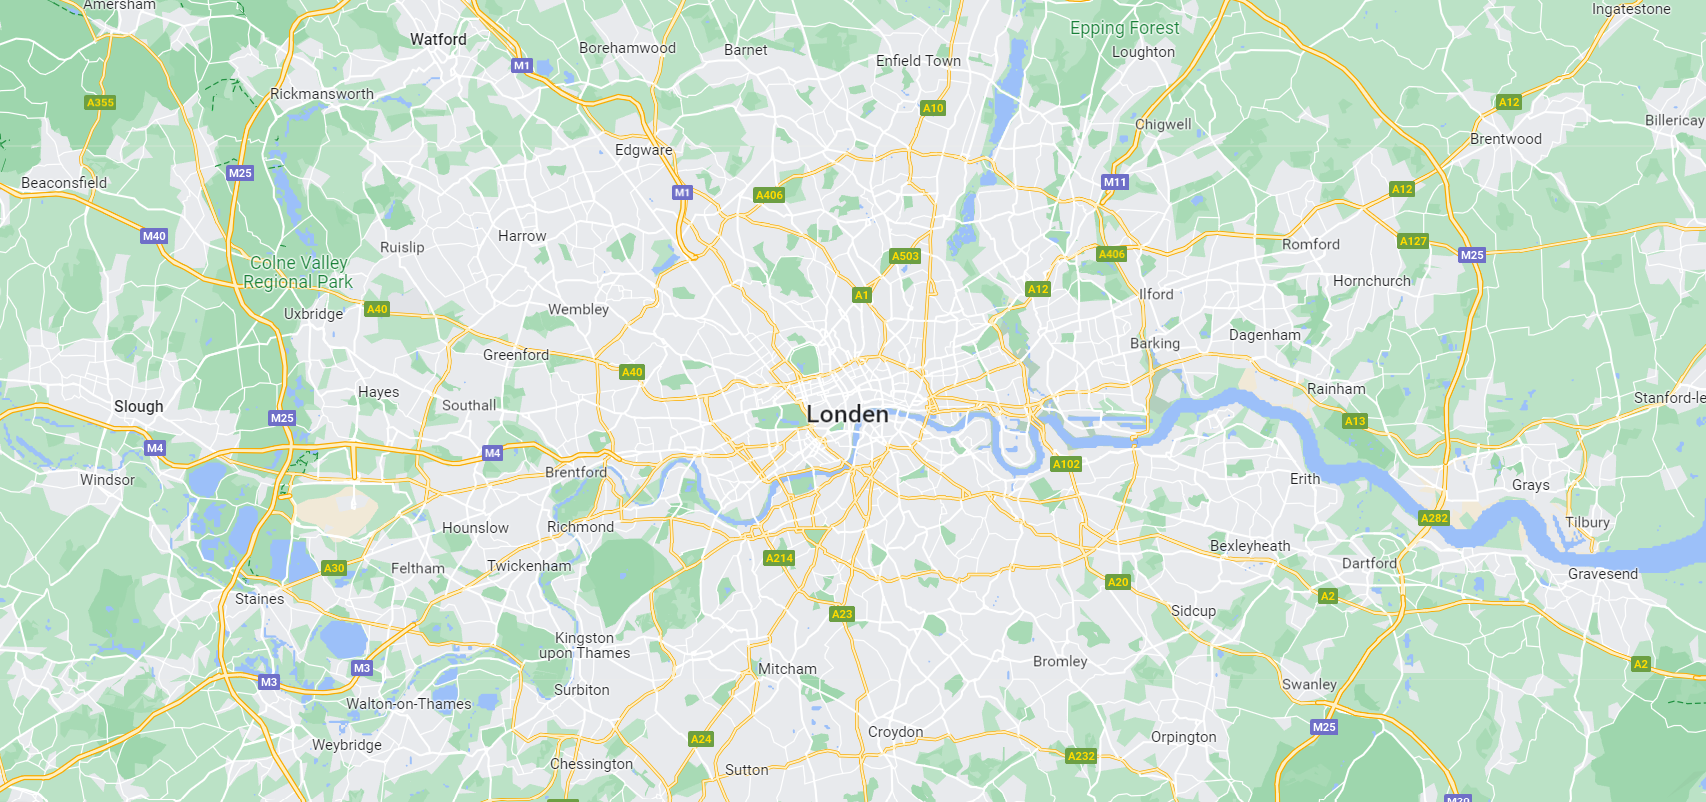 Amersham
Ingatestone
Epping Forest
Watford
Borehamwood
Barnet
Loughton
Enfield Town
M1
Rickmansworth
A355
A10
A12
Billericay
Chigwell
Brentwood
Edgware
M25
Beaconsfield
M11
M1
A406
A12
M40
Harrow
Ruislip
A127
Romford
A406
M25
A503
Colne Valley
Regional Park
Hornchurch
A12
A1
Ilford
A40
Wembley
Uxbridge
Dagenham
Barking
Greenford
A40
Hayes
Rainham
Stanford-le
Slough
Southall
Londen
M25
A13
M4
M4
A102
Brentford
Windsor
Erith
Grays
A282
Tilbury
Hounslow
Richmond
Bexleyheath
A214
Dartford
Twickenham
A30
Feltham
Gravesend
A20
Staines
A2
Sidcup
A23
Kingston
upon Thames
Bromley
A2
M3
Mitcham
M3
Swanley
Surbiton
Walton-on-Thames
M25
Croydon
Orpington
A24
Weybridge
A232
Chessington
Sutton
M20